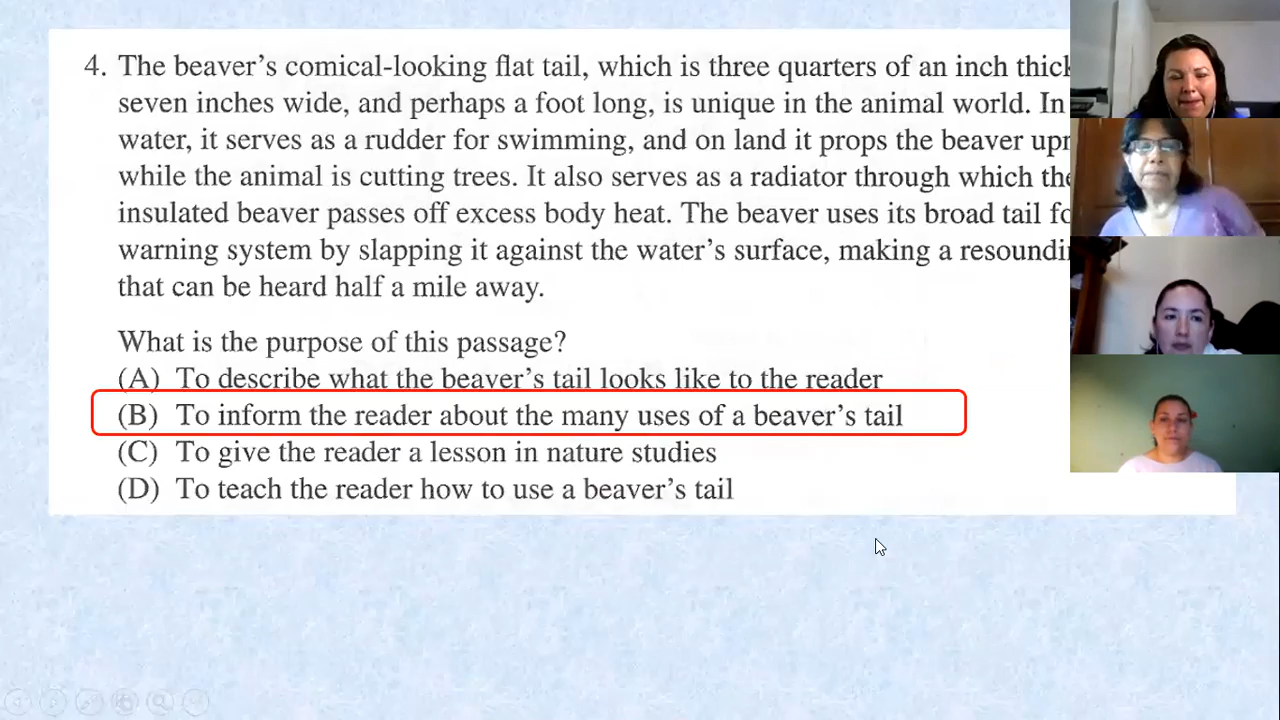 4. The beaver's comical-looking flat tail, which is three quarters of an inch thick
seven inches wide, and perhaps a foot long, is unique in the animal world. In
water, it serves as a rudder for swimming, and on land it props the beaver
while the animal is cutting trees. It also serves as a radiator through which
insulated beaver passes off excess body heat. The beaver uses its broad tail
warning system by slapping it against the water's surface, making a
that can be heard half a mile away.
What is the purpose of this passage?
(A) To describe what the beaver's tail looks like to the reader
(B) To inform the reader about the many uses of a beaver's tail
(C) To give the reader a lesson in nature studies
(D) To teach the reader how to use a beaver's tail